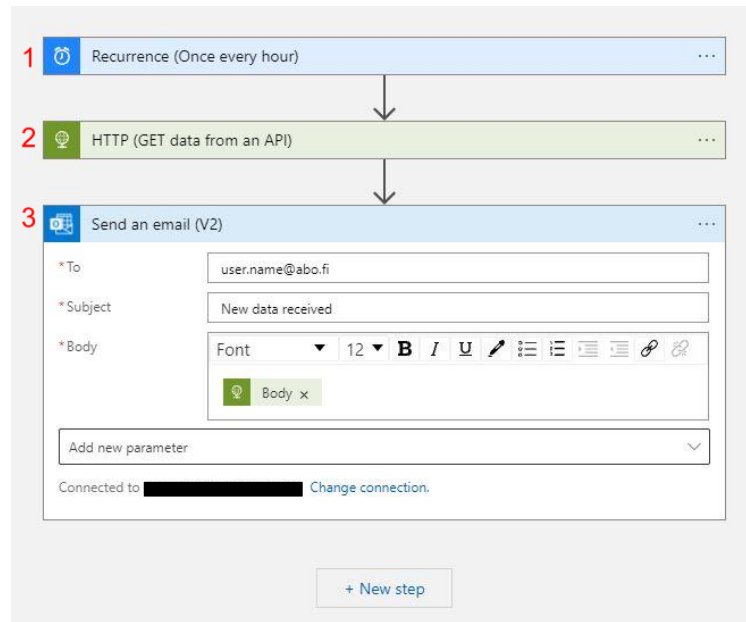 1 Recurrence (Once every hour) ...
2 HTTP (GET data from an API) ...
3 Send an email (V2) ...
*To user.name@abo.fi
*Subject New data received
*Body Font 12 B I U
Body ×
Add new parameter
Connected to Change connection.
+ New step